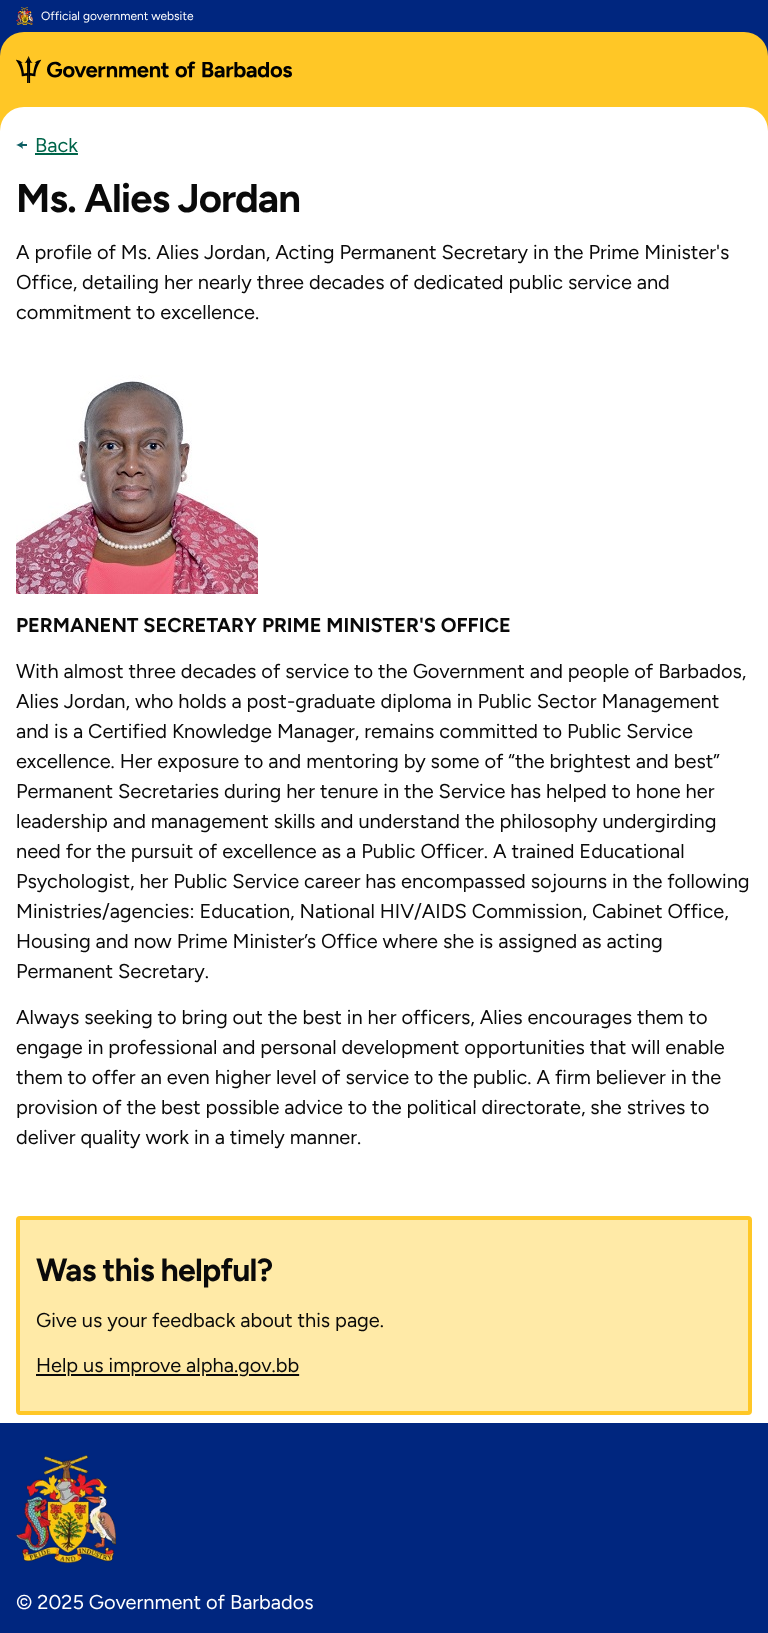 Official government website
Government of Barbados
Back
Ms. Alies Jordan
A profile of Ms. Alies Jordan, Acting Permanent Secretary in the Prime Minister's
Office, detailing her nearly three decades of dedicated public service and
commitment to excellence.
PERMANENT SECRETARY PRIME MINISTER'S OFFICE
With almost three decades of service to the Government and people of Barbados,
Alies Jordan, who holds a post-graduate diploma in Public Sector Management
and is a Certified Knowledge Manager, remains committed to Public Service
excellence. Her exposure to and mentoring by some of “the brightest and best”
Permanent Secretaries during her tenure in the Service has helped to hone her
leadership and management skills and understand the philosophy undergirding
need for the pursuit of excellence as a Public Officer. A trained Educational
Psychologist, her Public Service career has encompassed sojourns in the following
Ministries/agencies: Education, National HIV/AIDS Commission, Cabinet Office,
Housing and now Prime Minister’s Office where she is assigned as acting
Permanent Secretary.
Always seeking to bring out the best in her officers, Alies encourages them to
engage in professional and personal development opportunities that will enable
them to offer an even higher level of service to the public. A firm believer in the
provision of the best possible advice to the political directorate, she strives to
deliver quality work in a timely manner.
Was this helpful?
Give us your feedback about this page.
Help us improve alpha.gov.bb
PRIDE AND INDUSTRY
© 2025 Government of Barbados